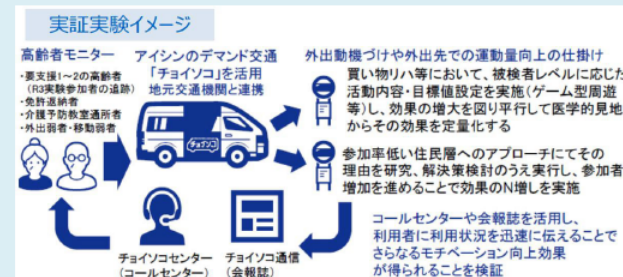 実証実験イメージ
高齢者モニター
・要支援1~2の高齢者
(R3実験参加者の追跡)
・免許返納者
・介護予防教室通所者
・外出弱者・移動弱者
アイシンのデマンド交通
「チョイソコ」を活用
地元交通機関と連携
チョイソコ
外出動機づけや外出先での運動量向上の仕掛け
買い物リハ等において、被検者レベルに応じた
活動内容・目標値設定を実施(ゲーム型周遊
等)し、効果の増大を図り平行して医学的見地
からその効果を定量化する
参加率低い住民層へのアプローチにてその
理由を研究、解決策検討のうえ実行し、参加者
増加を進めることで効果のN増しを実施
コールセンターや会報誌を活用し、
利用者に利用状況を迅速に伝えることで
さらなるモチベーション向上効果
が得られることを検証
チョイソコセンター
(コールセンター)
チョイソコ通信
(会報誌)